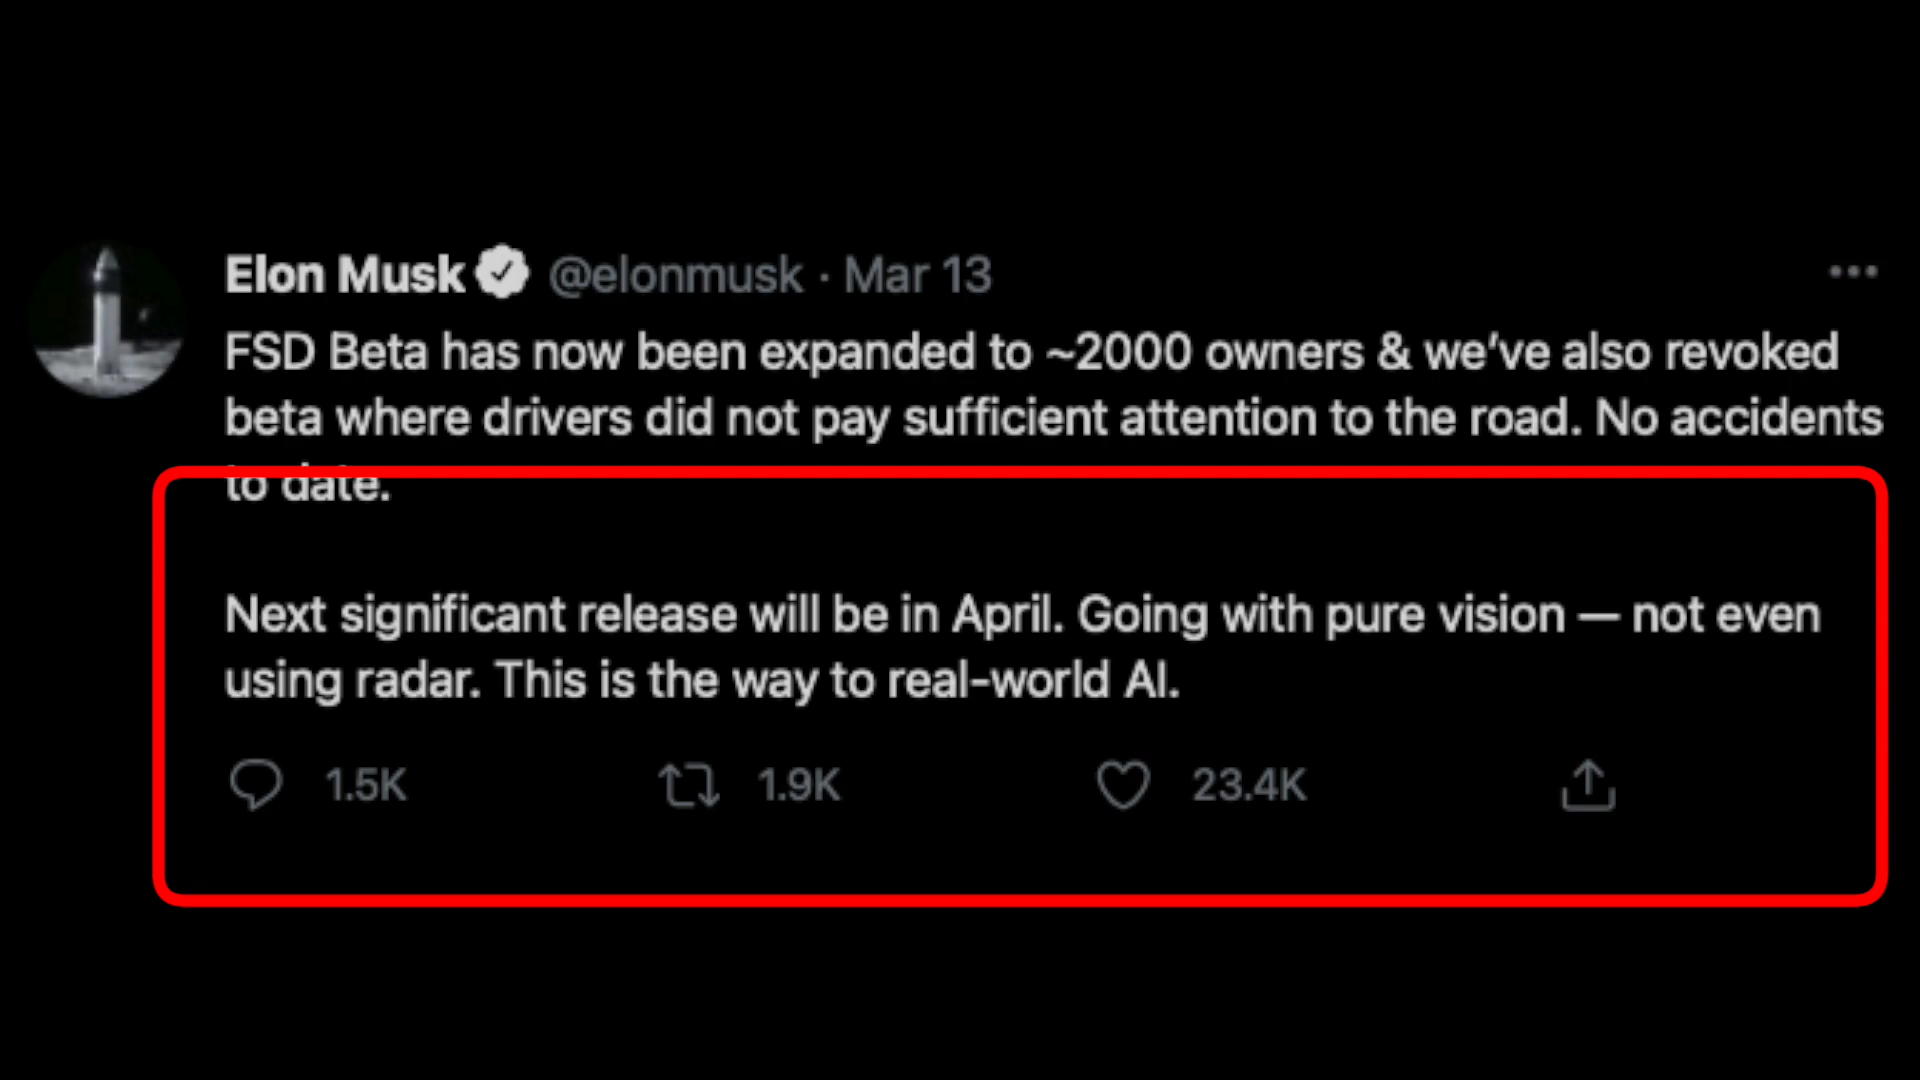 Elon Musk @elonmusk · Mar 13
FSD Beta has now been expanded to ~2000 owners & we’ve also revoked
beta where drivers did not pay sufficient attention to the road. No accidents
to date.
Next significant release will be in April. Going with pure vision — not even
using radar. This is the way to real-world AI.
1.5K 1.9K 23.4K